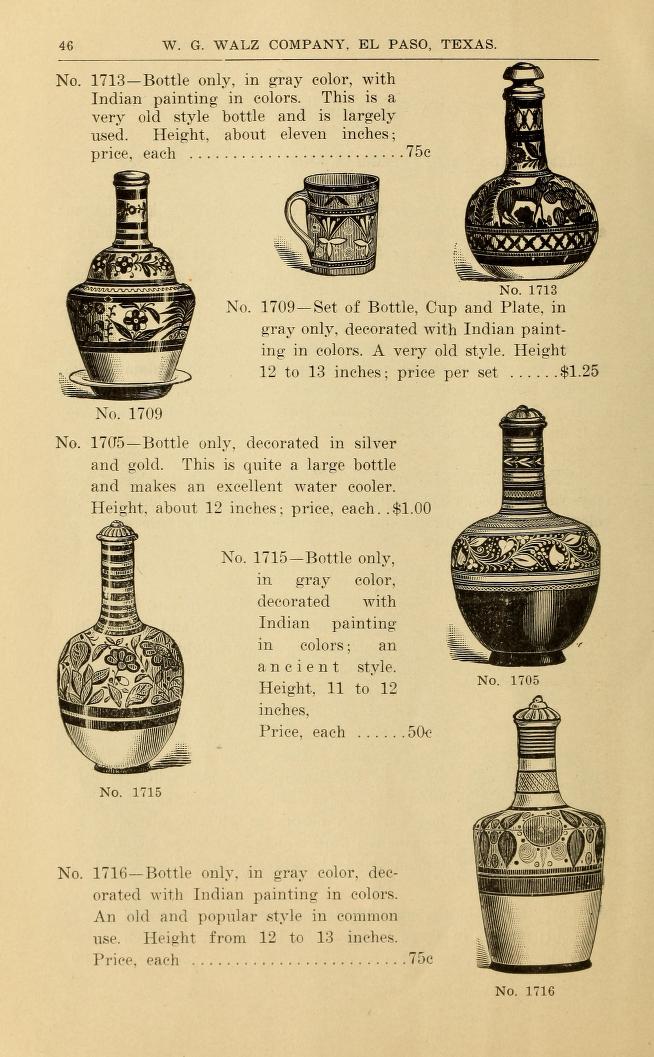 46 W. G. WALZ COMPANY, EL PASO, TEXAS.
No. 1713—Bottle only, in gray color, with
Indian painting in colors. This is a
very old style bottle and is largely
used. Height, about eleven inches;
price, each ........................75c
No. 1713
No. 1709—Set of Bottle, Cup and Plate, in
gray only, decorated with Indian paint-
ing in colors. A very old style. Height
12 to 13 inches; price per set ......$1.25
No. 1709
No. 1705—Bottle only, decorated in silver
and gold. This is quite a large bottle
and makes an excellent water cooler.
Height, about 12 inches; price, each..$1.00
No. 1715—Bottle only,
in gray color,
decorated with
Indian painting
in colors; an
ancient style.
Height, 11 to 12
inches,
Price, each ......50c
No. 1705
No. 1715
No. 1716—Bottle only, in gray color, dec-
orated with Indian painting in colors.
An old and popular style in common
use. Height from 12 to 13 inches.
Price, each ........................75c
No. 1716